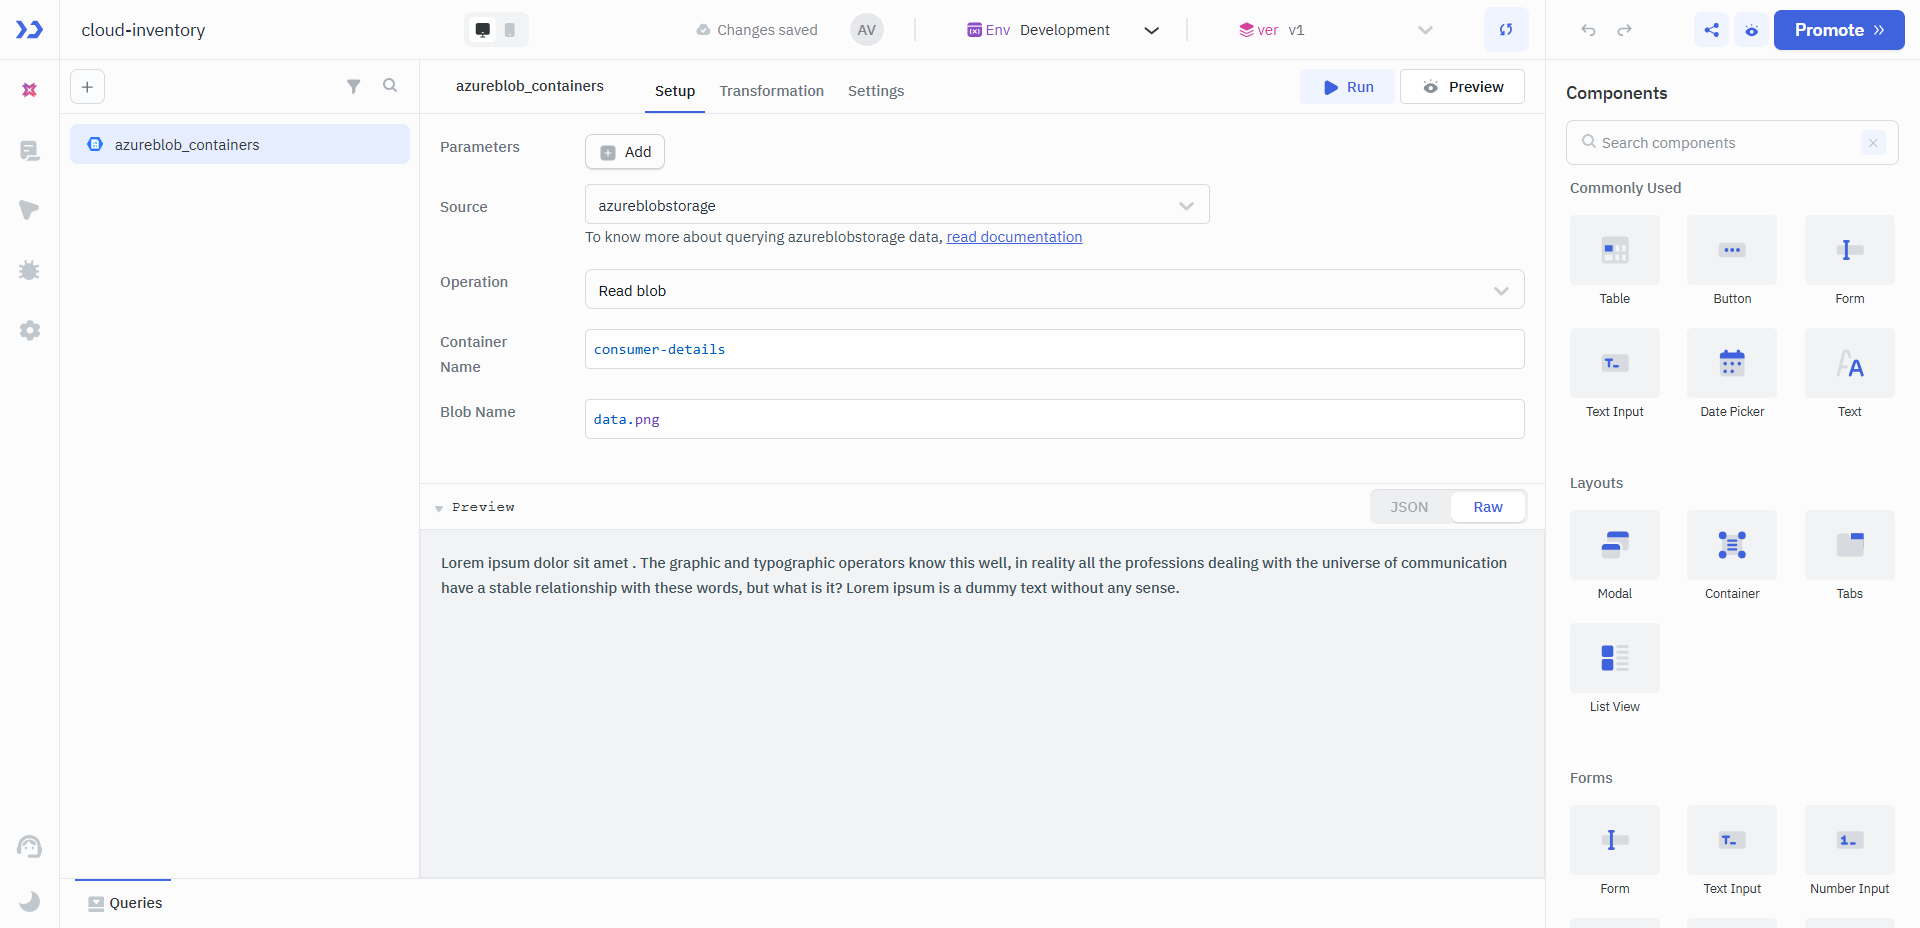 cloud-inventory
Changes saved
AV
Env Development
ver v1
Promote
azureblob_containers
azureblob_containers
Setup
Transformation
Settings
Run
Preview
Parameters
Add
Source
azureblobstorage
To know more about querying azureblobstorage data, read documentation
Operation
Read blob
Container
Name
consumer-details
Blob Name
data.png
Preview
JSON
Raw
Lorem ipsum dolor sit amet . The graphic and typographic operators know this well, in reality all the professions dealing with the universe of communication
have a stable relationship with these words, but what is it? Lorem ipsum is a dummy text without any sense.
Queries
Components
Search components
Commonly Used
Table
Button
Form
Text Input
Date Picker
Text
Layouts
Modal
Container
Tabs
List View
Forms
Form
Text Input
Number Input